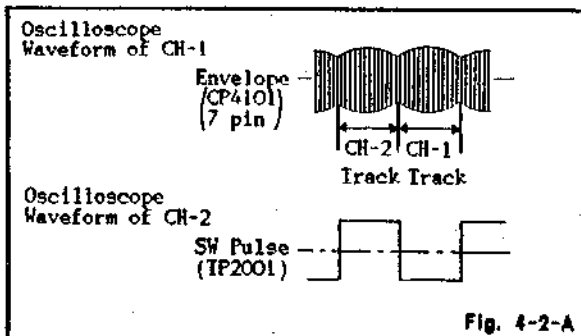 Oscilloscope
Waveform of CH-1
Envelope
(CP4101)
(7 pin )
CH-2 CH-1
Track Track
Oscilloscope
Waveform of CH-2
SW Pulse
(TP2001)
Fig. 4-2-A